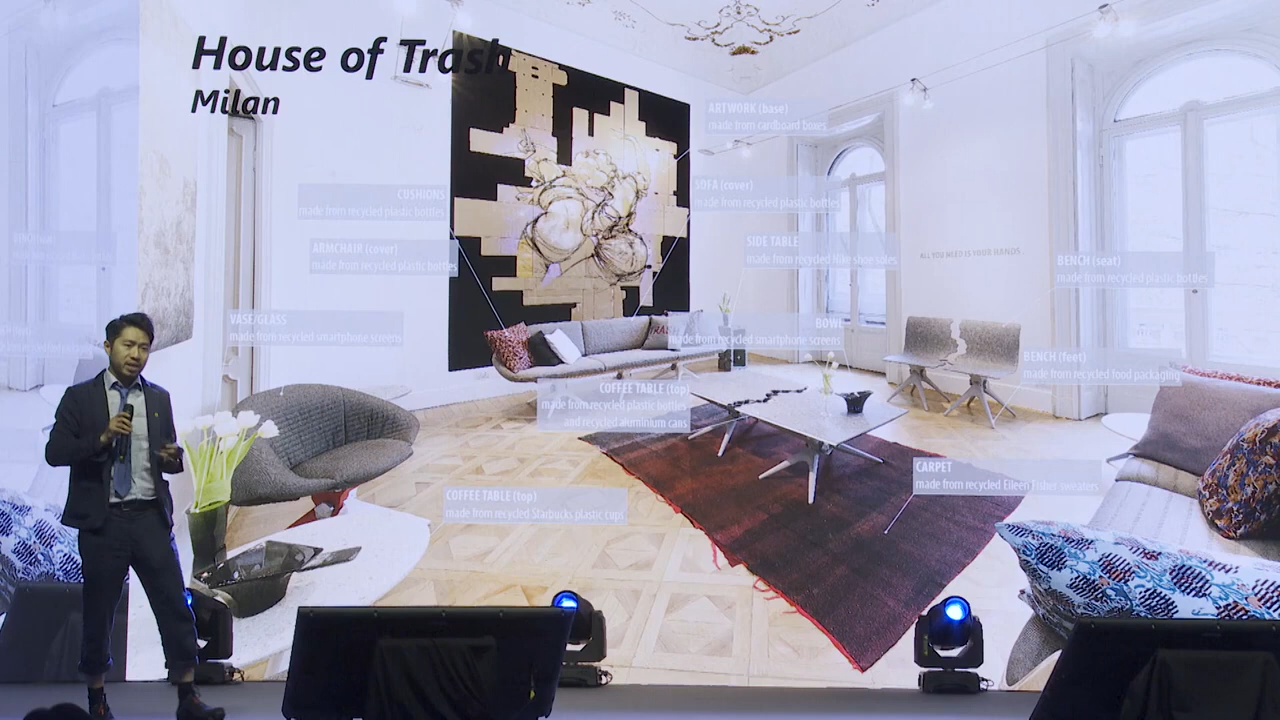 House of Trash
Milan
ARTWORK (base)
made from cardboard boxes
CUSHIONS
made from recycled plastic bottles
SOFA (cover)
made from recycled plastic bottles
ARMCHAIR (cover)
made from recycled plastic bottles
SIDE TABLE
made from recycled Nike shoe soles
ALL YOU NEED IS YOUR HANDS
BENCH (seat)
made from recycled plastic bottles
VASE/GLASS
made from recycled smartphone screens
BOWL
made from recycled smartphone screens
TRASH
BENCH (feet)
made from recycled food packaging
COFFEE TABLE (top)
made from recycled plastic bottles
and recycled aluminium cans
CARPET
made from recycled Eileen Fisher sweaters
COFFEE TABLE (top)
made from recycled Starbucks plastic cups